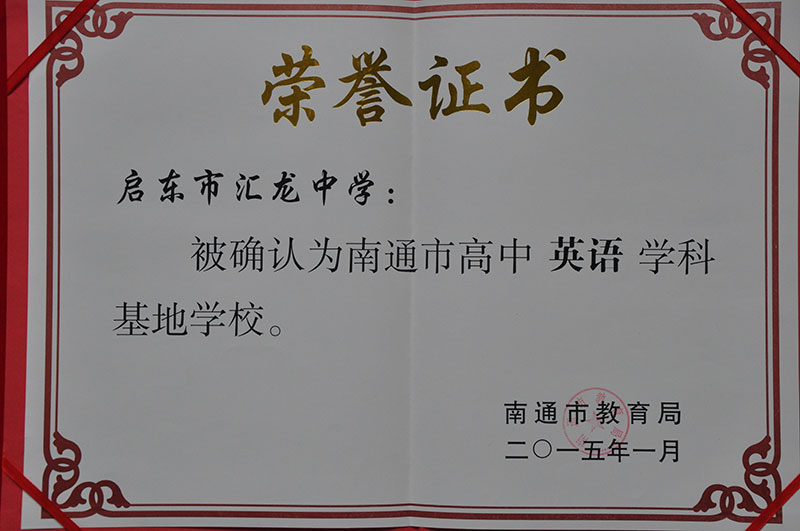 荣誉证书
启东市汇龙中学：
被确认为南通市高中 英语 学科
基地学校。
南通市教育局
二〇一五年一月